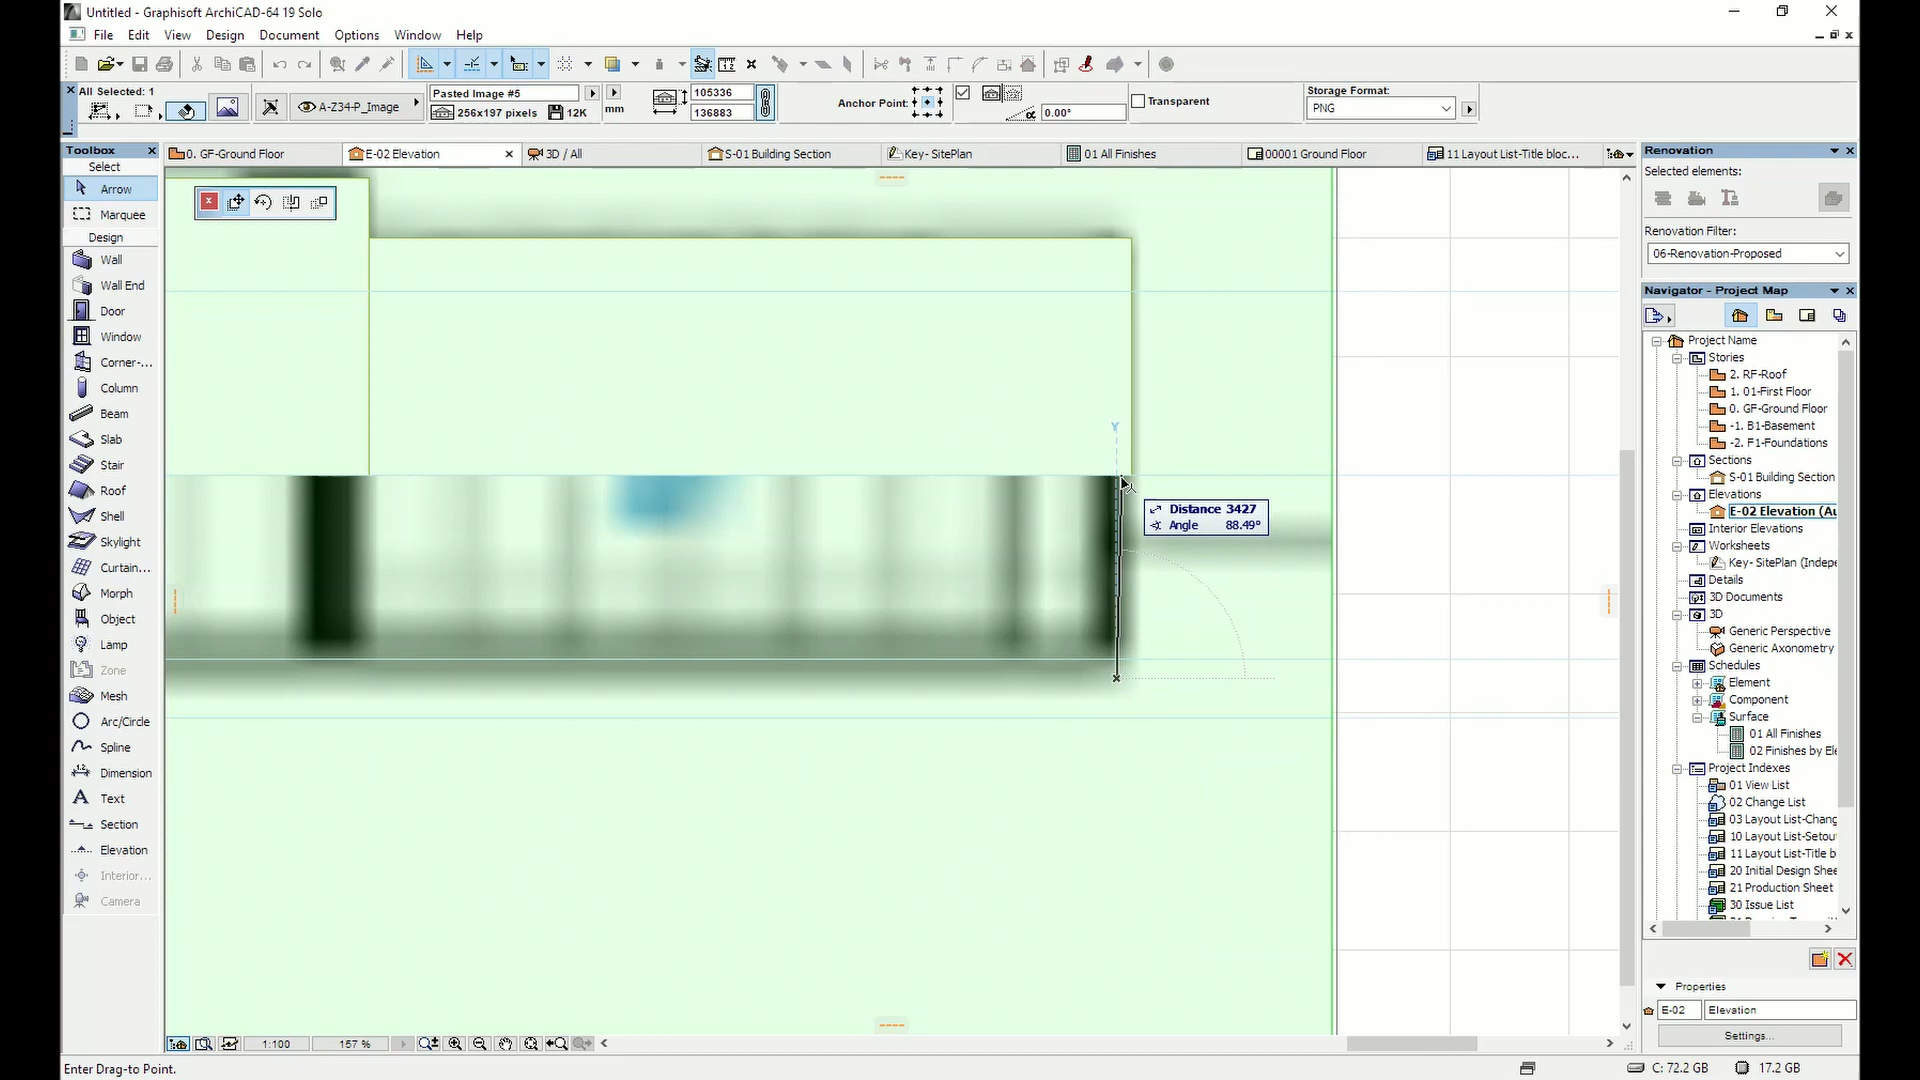 Untitled - Graphisoft ArchiCAD-64 19 Solo
File Edit View Design Document Options Window Help
All Selected: 1
A-Z34-P_Image
Pasted Image #5
256x197 pixels 12K
mm
105336
136883
Anchor Point:
α 0.00°
Transparent
Storage Format:
PNG
Toolbox
Select
Arrow
Marquee
Design
Wall
Wall End
Door
Window
Corner-...
Column
Beam
Slab
Stair
Roof
Shell
Skylight
Curtain...
Morph
Object
Lamp
Zone
Mesh
Arc/Circle
Spline
Dimension
Text
Section
Elevation
Interior...
Camera
0. GF-Ground Floor
E-02 Elevation
3D / All
S-01 Building Section
Key- SitePlan
01 All Finishes
00001 Ground Floor
11 Layout List-Title bloc...
Y
Distance 3427
Angle 88.49°
1:100
157 %
Renovation
Selected elements:
Renovation Filter:
06-Renovation-Proposed
Navigator - Project Map
Project Name
Stories
2. RF-Roof
1. 01-First Floor
0. GF-Ground Floor
-1. B1-Basement
-2. F1-Foundations
Sections
S-01 Building Section
Elevations
E-02 Elevation (Au
Interior Elevations
Worksheets
Key- SitePlan (Indepe
Details
3D Documents
3D
Generic Perspective
Generic Axonometry
Schedules
Element
Component
Surface
01 All Finishes
02 Finishes by Ele
Project Indexes
01 View List
02 Change List
03 Layout List-Chang
10 Layout List-Setou
11 Layout List-Title b
20 Initial Design Shee
21 Production Sheet
30 Issue List
Properties
E-02 Elevation
Settings...
Enter Drag-to Point.
C: 72.2 GB
17.2 GB